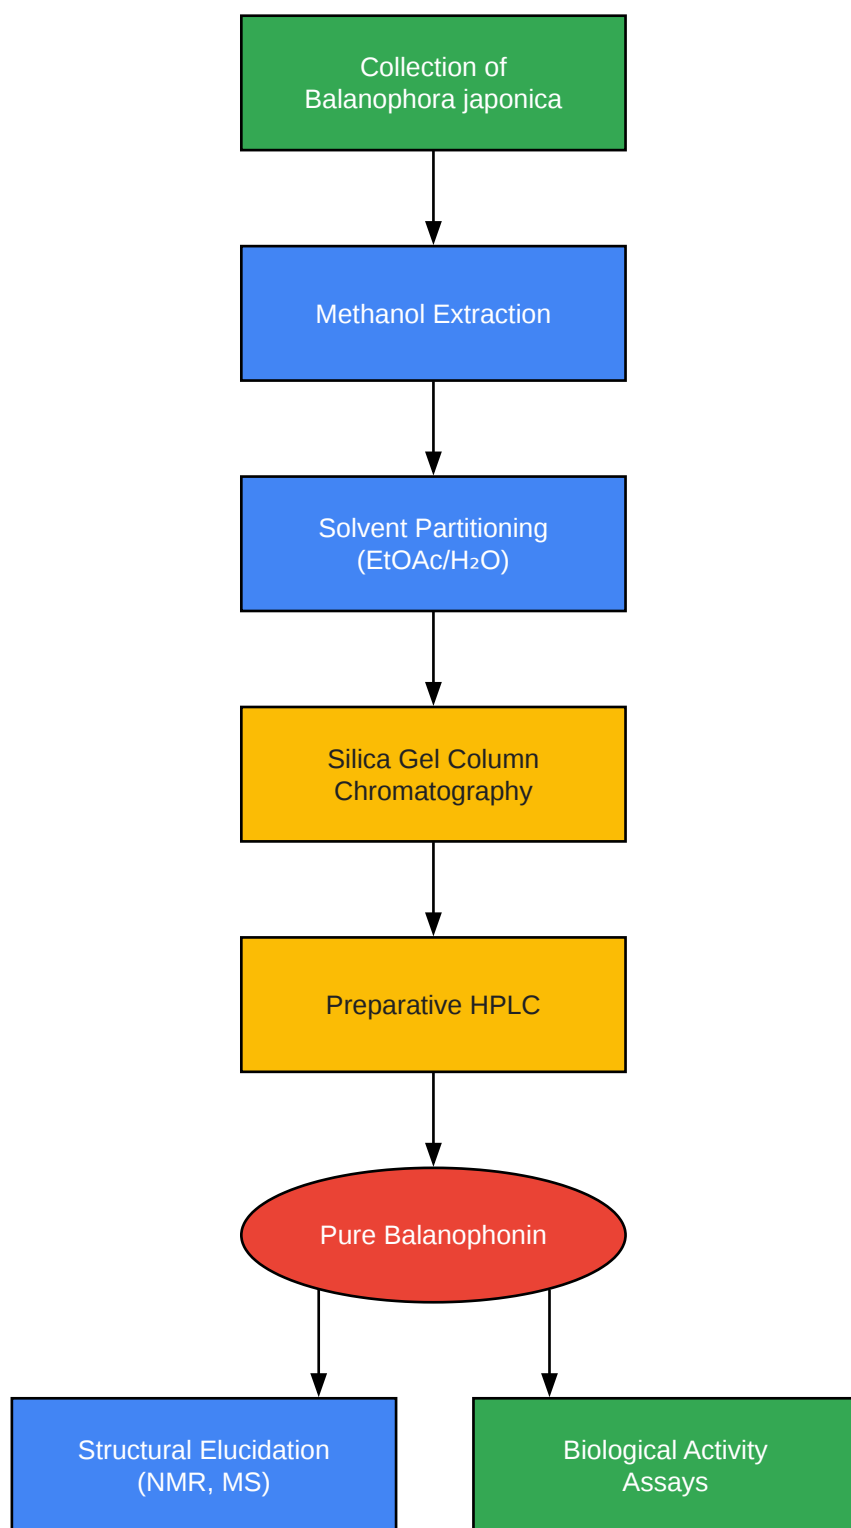 Collection of
Balanophora japonica
Methanol Extraction
Solvent Partitioning
(EtOAc/H₂O)
Silica Gel Column
Chromatography
Preparative HPLC
Pure Balanophonin
Structural Elucidation
(NMR, MS)
Biological Activity
Assays